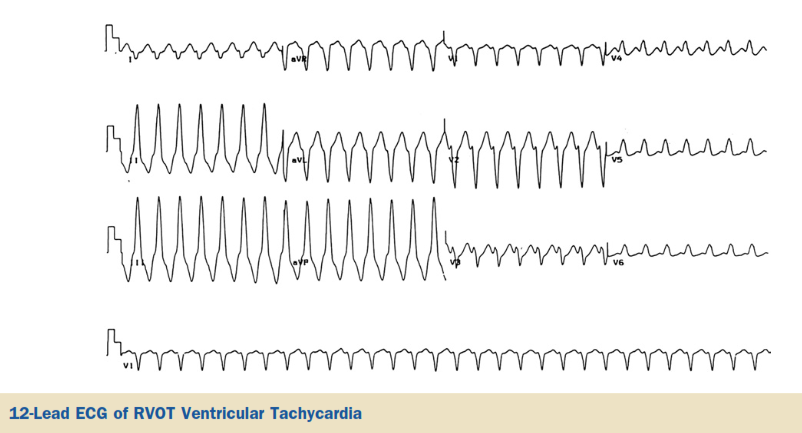 I aVR V1 V4
II aVL V2 V5
III aVF V3 V6
V1
12-Lead ECG of RVOT Ventricular Tachycardia